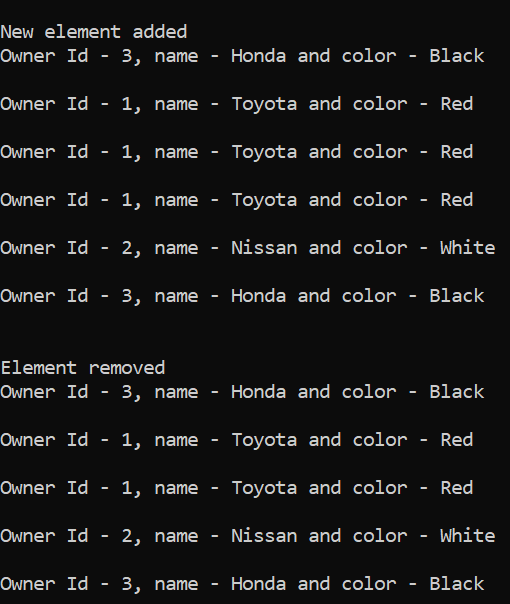 New element added
Owner Id - 3, name - Honda and color - Black
Owner Id - 1, name - Toyota and color - Red
Owner Id - 1, name - Toyota and color - Red
Owner Id - 1, name - Toyota and color - Red
Owner Id - 2, name - Nissan and color - White
Owner Id - 3, name - Honda and color - Black
Element removed
Owner Id - 3, name - Honda and color - Black
Owner Id - 1, name - Toyota and color - Red
Owner Id - 1, name - Toyota and color - Red
Owner Id - 2, name - Nissan and color - White
Owner Id - 3, name - Honda and color - Black